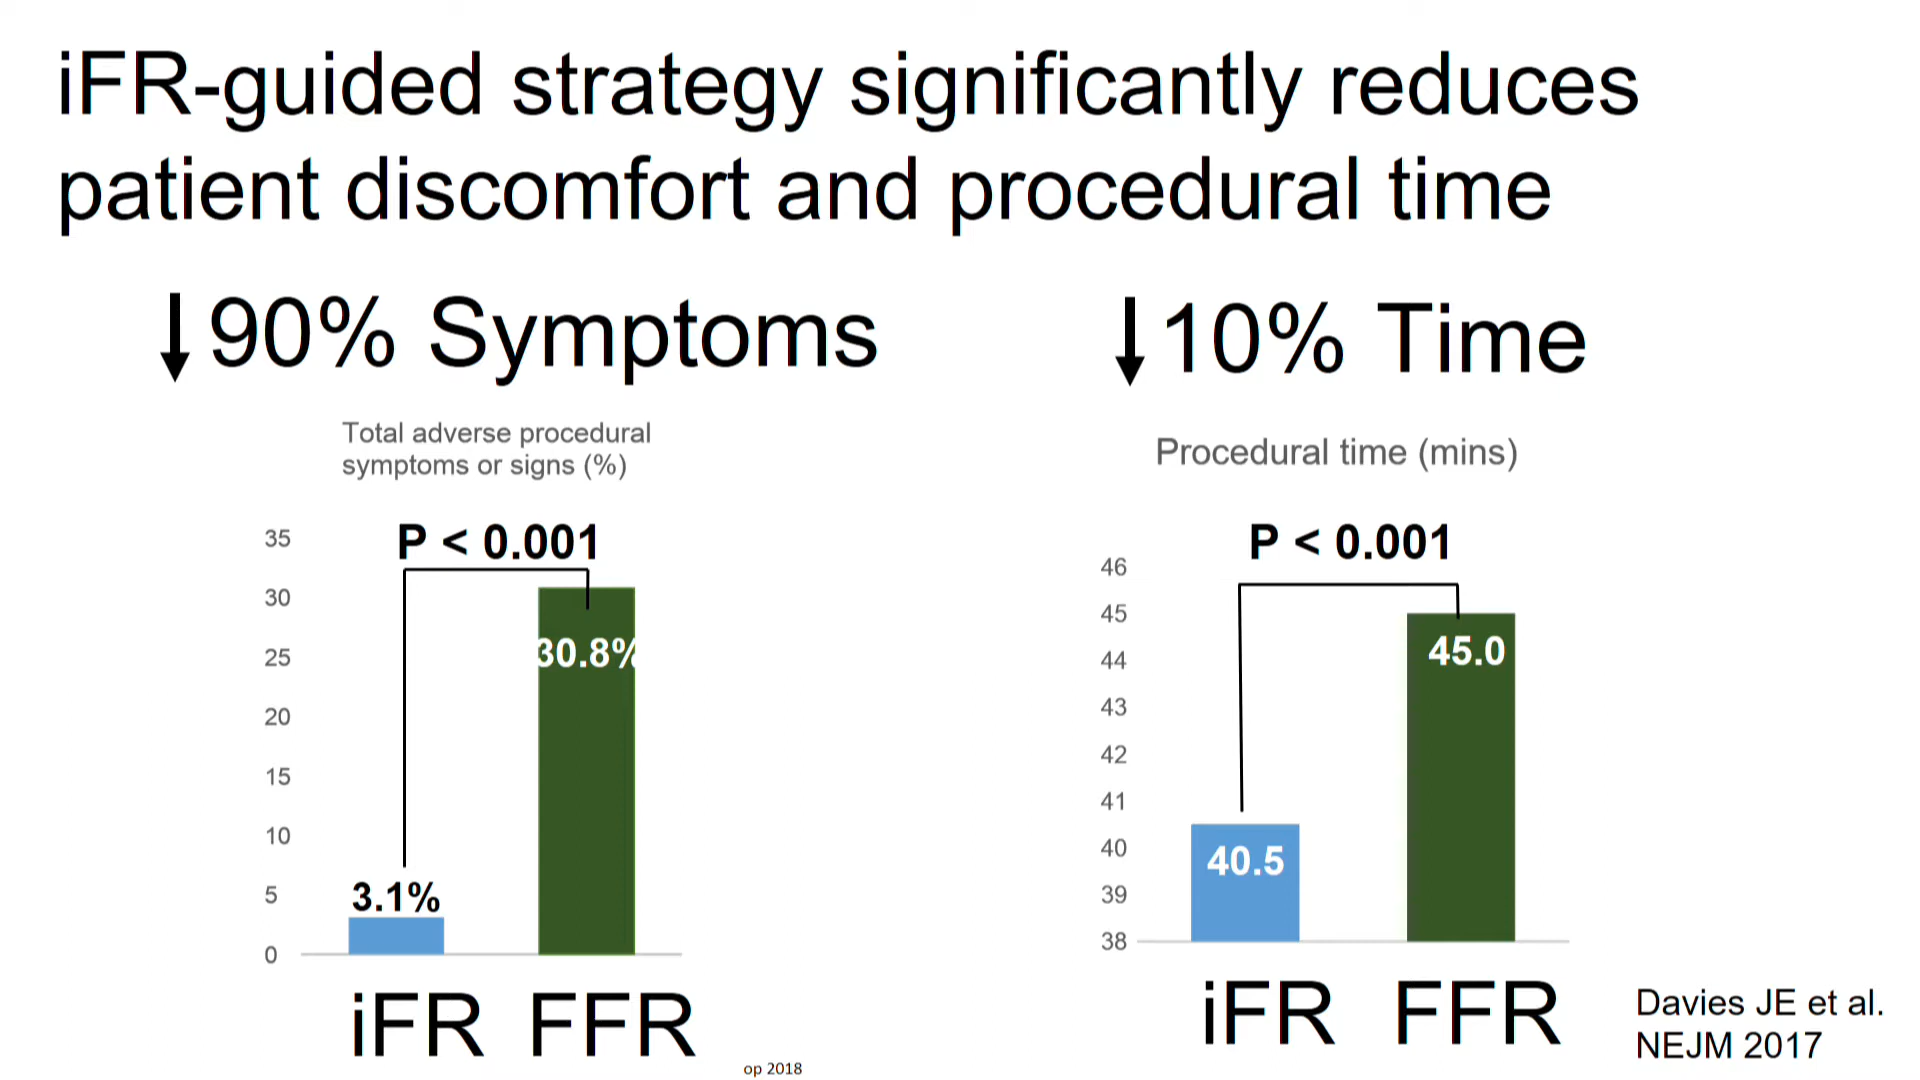 iFR-guided strategy significantly reduces
patient discomfort and procedural time
90% Symptoms
Total adverse procedural
symptoms or signs (%)
35
30
25
20
15
10
5
0
P < 0.001
30.8%
3.1%
iFR FFR
op 2018
10% Time
Procedural time (mins)
46
45
44
43
42
41
40
39
38
P < 0.001
45.0
40.5
iFR FFR
Davies JE et al.
NEJM 2017